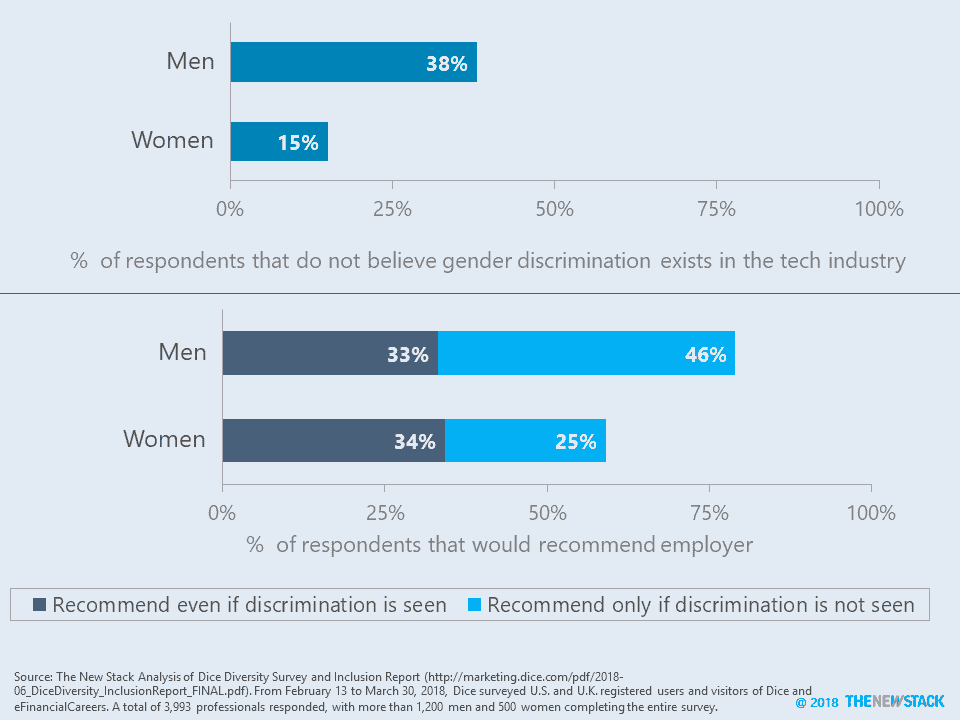 Men
38%
Women
15%
0% 25% 50% 75% 100%
% of respondents that do not believe gender discrimination exists in the tech industry
Men
33% 46%
Women
34% 25%
0% 25% 50% 75% 100%
% of respondents that would recommend employer
Recommend even if discrimination is seen Recommend only if discrimination is not seen
Source: The New Stack Analysis of Dice Diversity Survey and Inclusion Report (http://marketing.dice.com/pdf/2018-
06_DiceDiversity_InclusionReport_FINAL.pdf). From February 13 to March 30, 2018, Dice surveyed U.S. and U.K. registered users and visitors of Dice and
eFinancialCareers. A total of 3,993 professionals responded, with more than 1,200 men and 500 women completing the entire survey.
@ 2018 THENEWSTACK